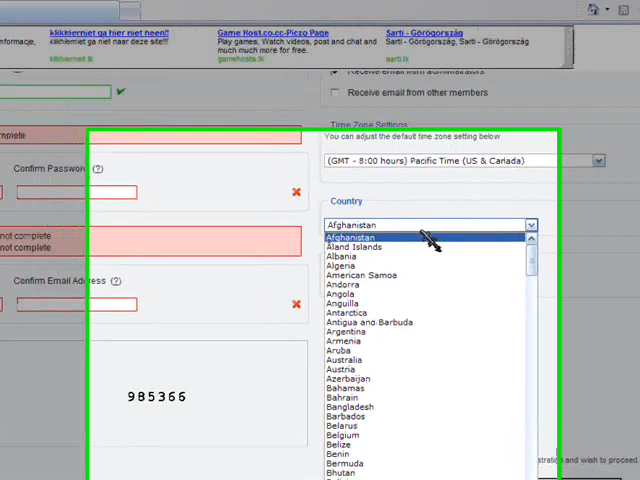 klikhierniet ga hier niet heen!!
Game Host.co.cc-Piczo Page
Sarti - Görögország
informacje,
klikhierniet ga niet naar deze site!!!
Play games, Watch videos, post and chat and
much much more for free.
Sarti - Görögország, Görögország
klikhierniet.tk
gamehosts.tk
sarti.tk
Receive email from administrators
Receive email from other members
Time Zone Settings
You can adjust the default time zone setting below
mplete
(GMT - 8:00 hours) Pacific Time (US & Canada)
Confirm Password (?)
Country
Afghanistan
not complete
not complete
Confirm Email Address (?)
Afghanistan
Åland Islands
Albania
Algeria
American Samoa
Andorra
Angola
Anguilla
Antarctica
Antigua and Barbuda
Argentina
Armenia
Aruba
Australia
Austria
Azerbaijan
Bahamas
Bahrain
Bangladesh
Barbados
Belarus
Belgium
Belize
Benin
Bermuda
Bhutan
985366
stration and wish to proceed.